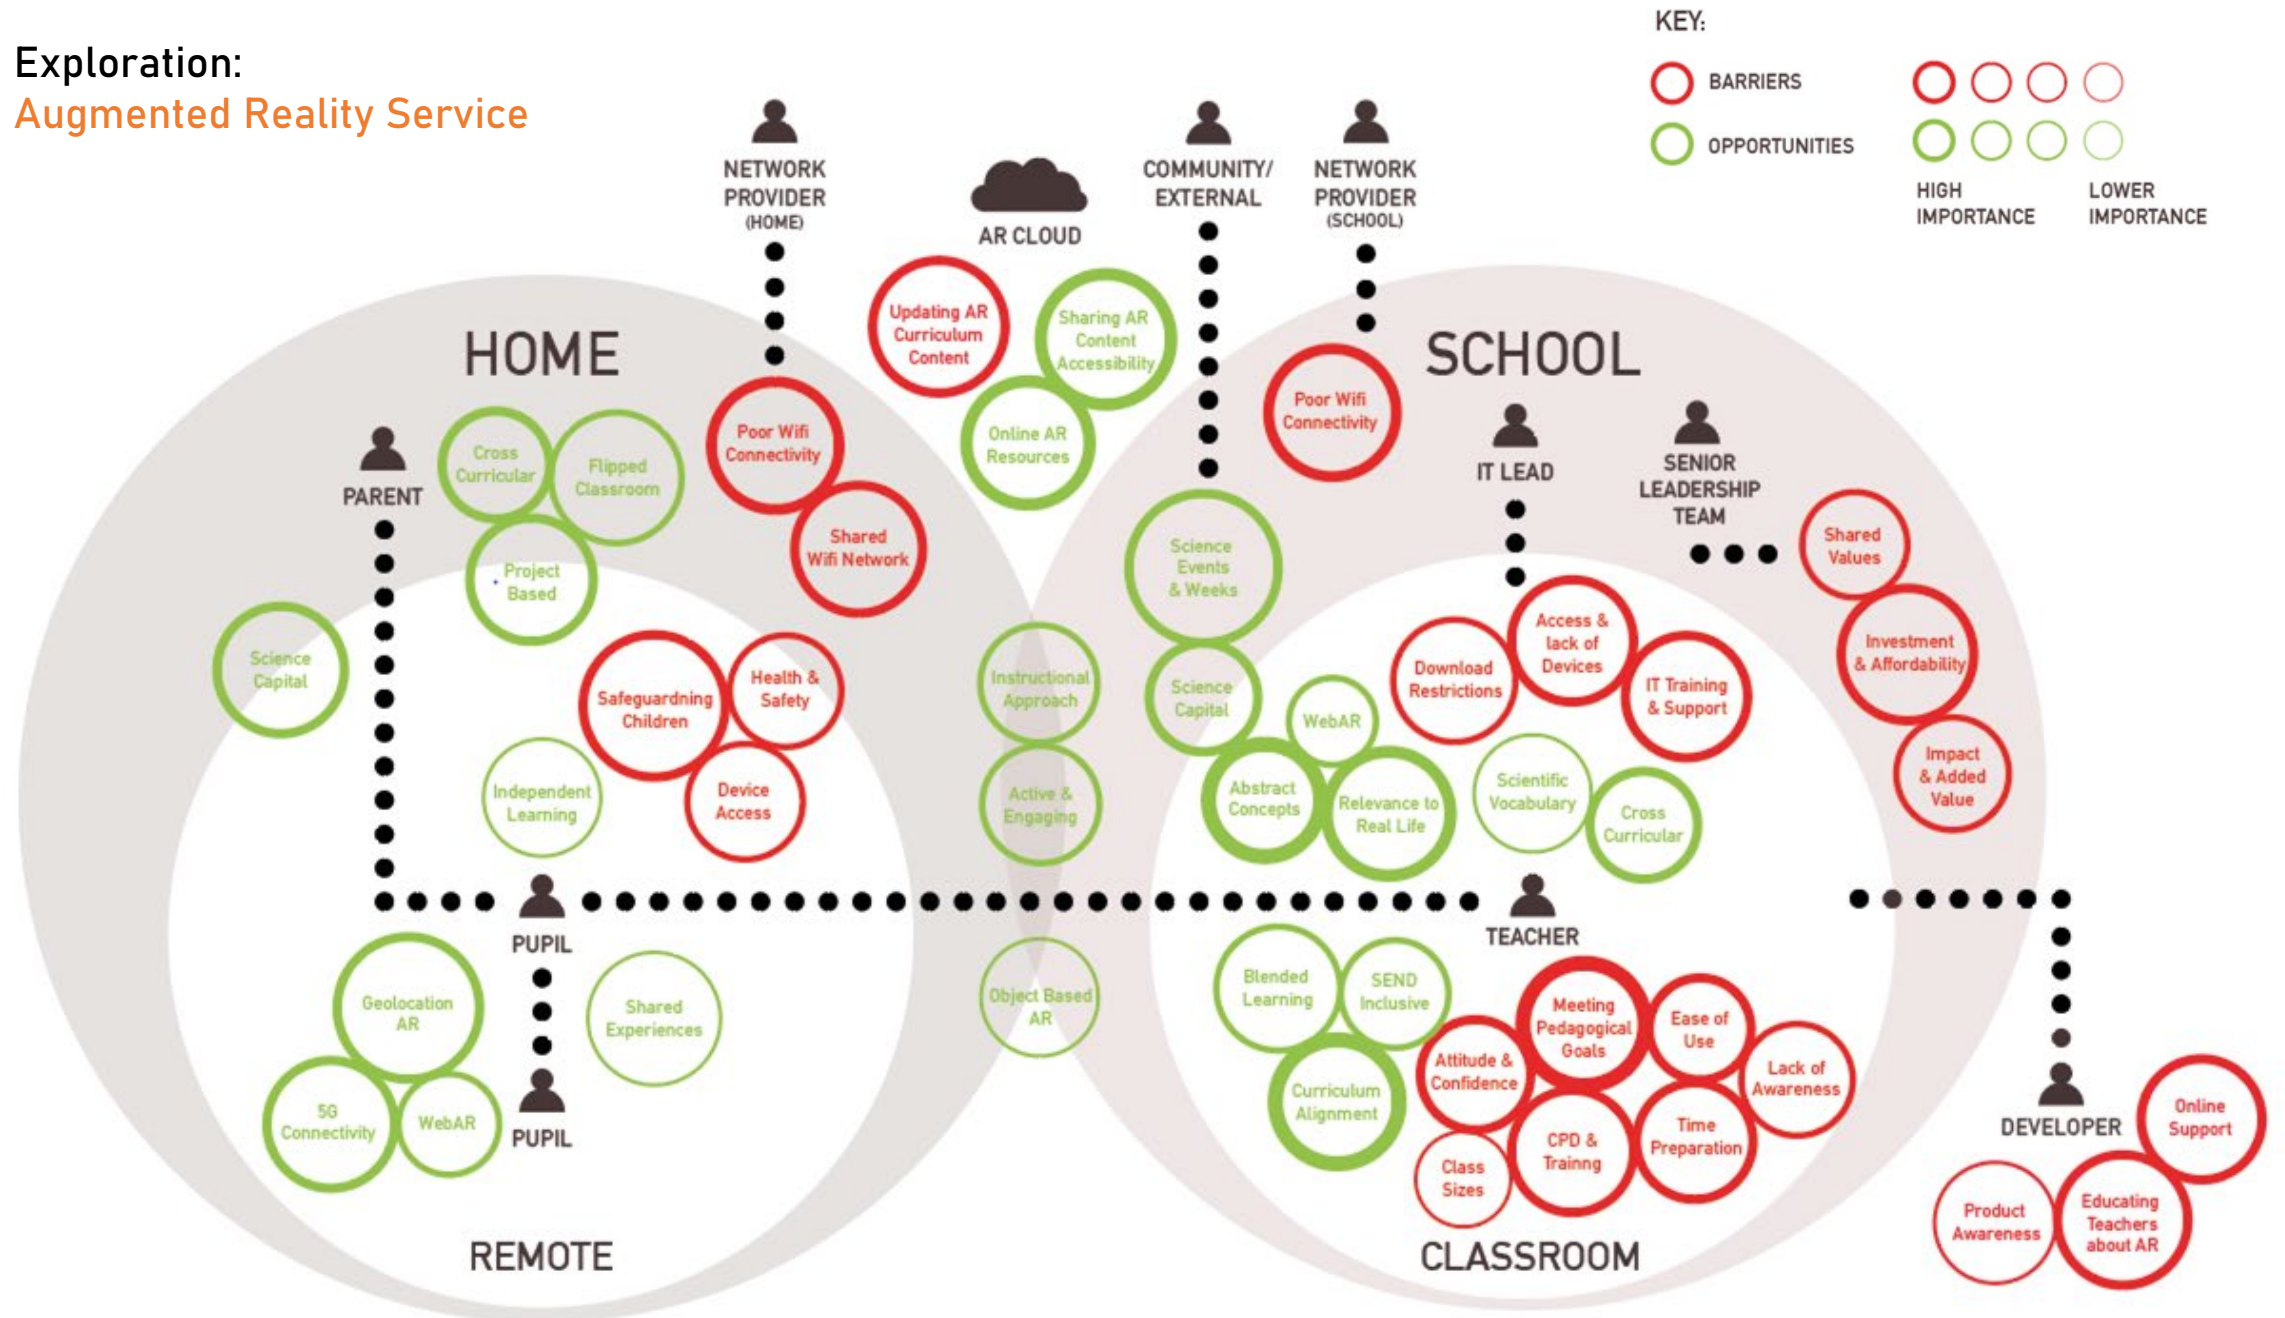 Exploration:
Augmented Reality Service
KEY:
BARRIERS
OPPORTUNITIES
HIGH
IMPORTANCE
LOWER
IMPORTANCE
NETWORK
PROVIDER
(HOME)
AR CLOUD
COMMUNITY/
EXTERNAL
NETWORK
PROVIDER
(SCHOOL)
Updating AR
Curriculum
Content
Sharing AR
Content
Accessibility
Online AR
Resources
HOME
PARENT
Cross
Curricular
Flipped
Classroom
Project
Based
Poor Wifi
Connectivity
Shared
Wifi Network
Science
Capital
Safeguardning
Children
Health &
Safety
Device
Access
Independent
Learning
PUPIL
Geolocation
AR
5G
Connectivity
WebAR
PUPIL
Shared
Experiences
REMOTE
Instructional
Approach
Active &
Engaging
Object Based
AR
SCHOOL
Poor Wifi
Connectivity
IT LEAD
SENIOR
LEADERSHIP
TEAM
Shared
Values
Investment
& Affordability
Impact
& Added
Value
Science
Events
& Weeks
Science
Capital
WebAR
Abstract
Concepts
Relevance to
Real Life
Download
Restrictions
Access &
lack of
Devices
IT Training
& Support
Scientific
Vocabulary
Cross
Curricular
TEACHER
Blended
Learning
SEND
Inclusive
Curriculum
Alignment
Attitude &
Confidence
Meeting
Pedagogical
Goals
Ease of
Use
Lack of
Awareness
Class
Sizes
CPD &
Trainng
Time
Preparation
CLASSROOM
DEVELOPER
Online
Support
Product
Awareness
Educating
Teachers
about AR